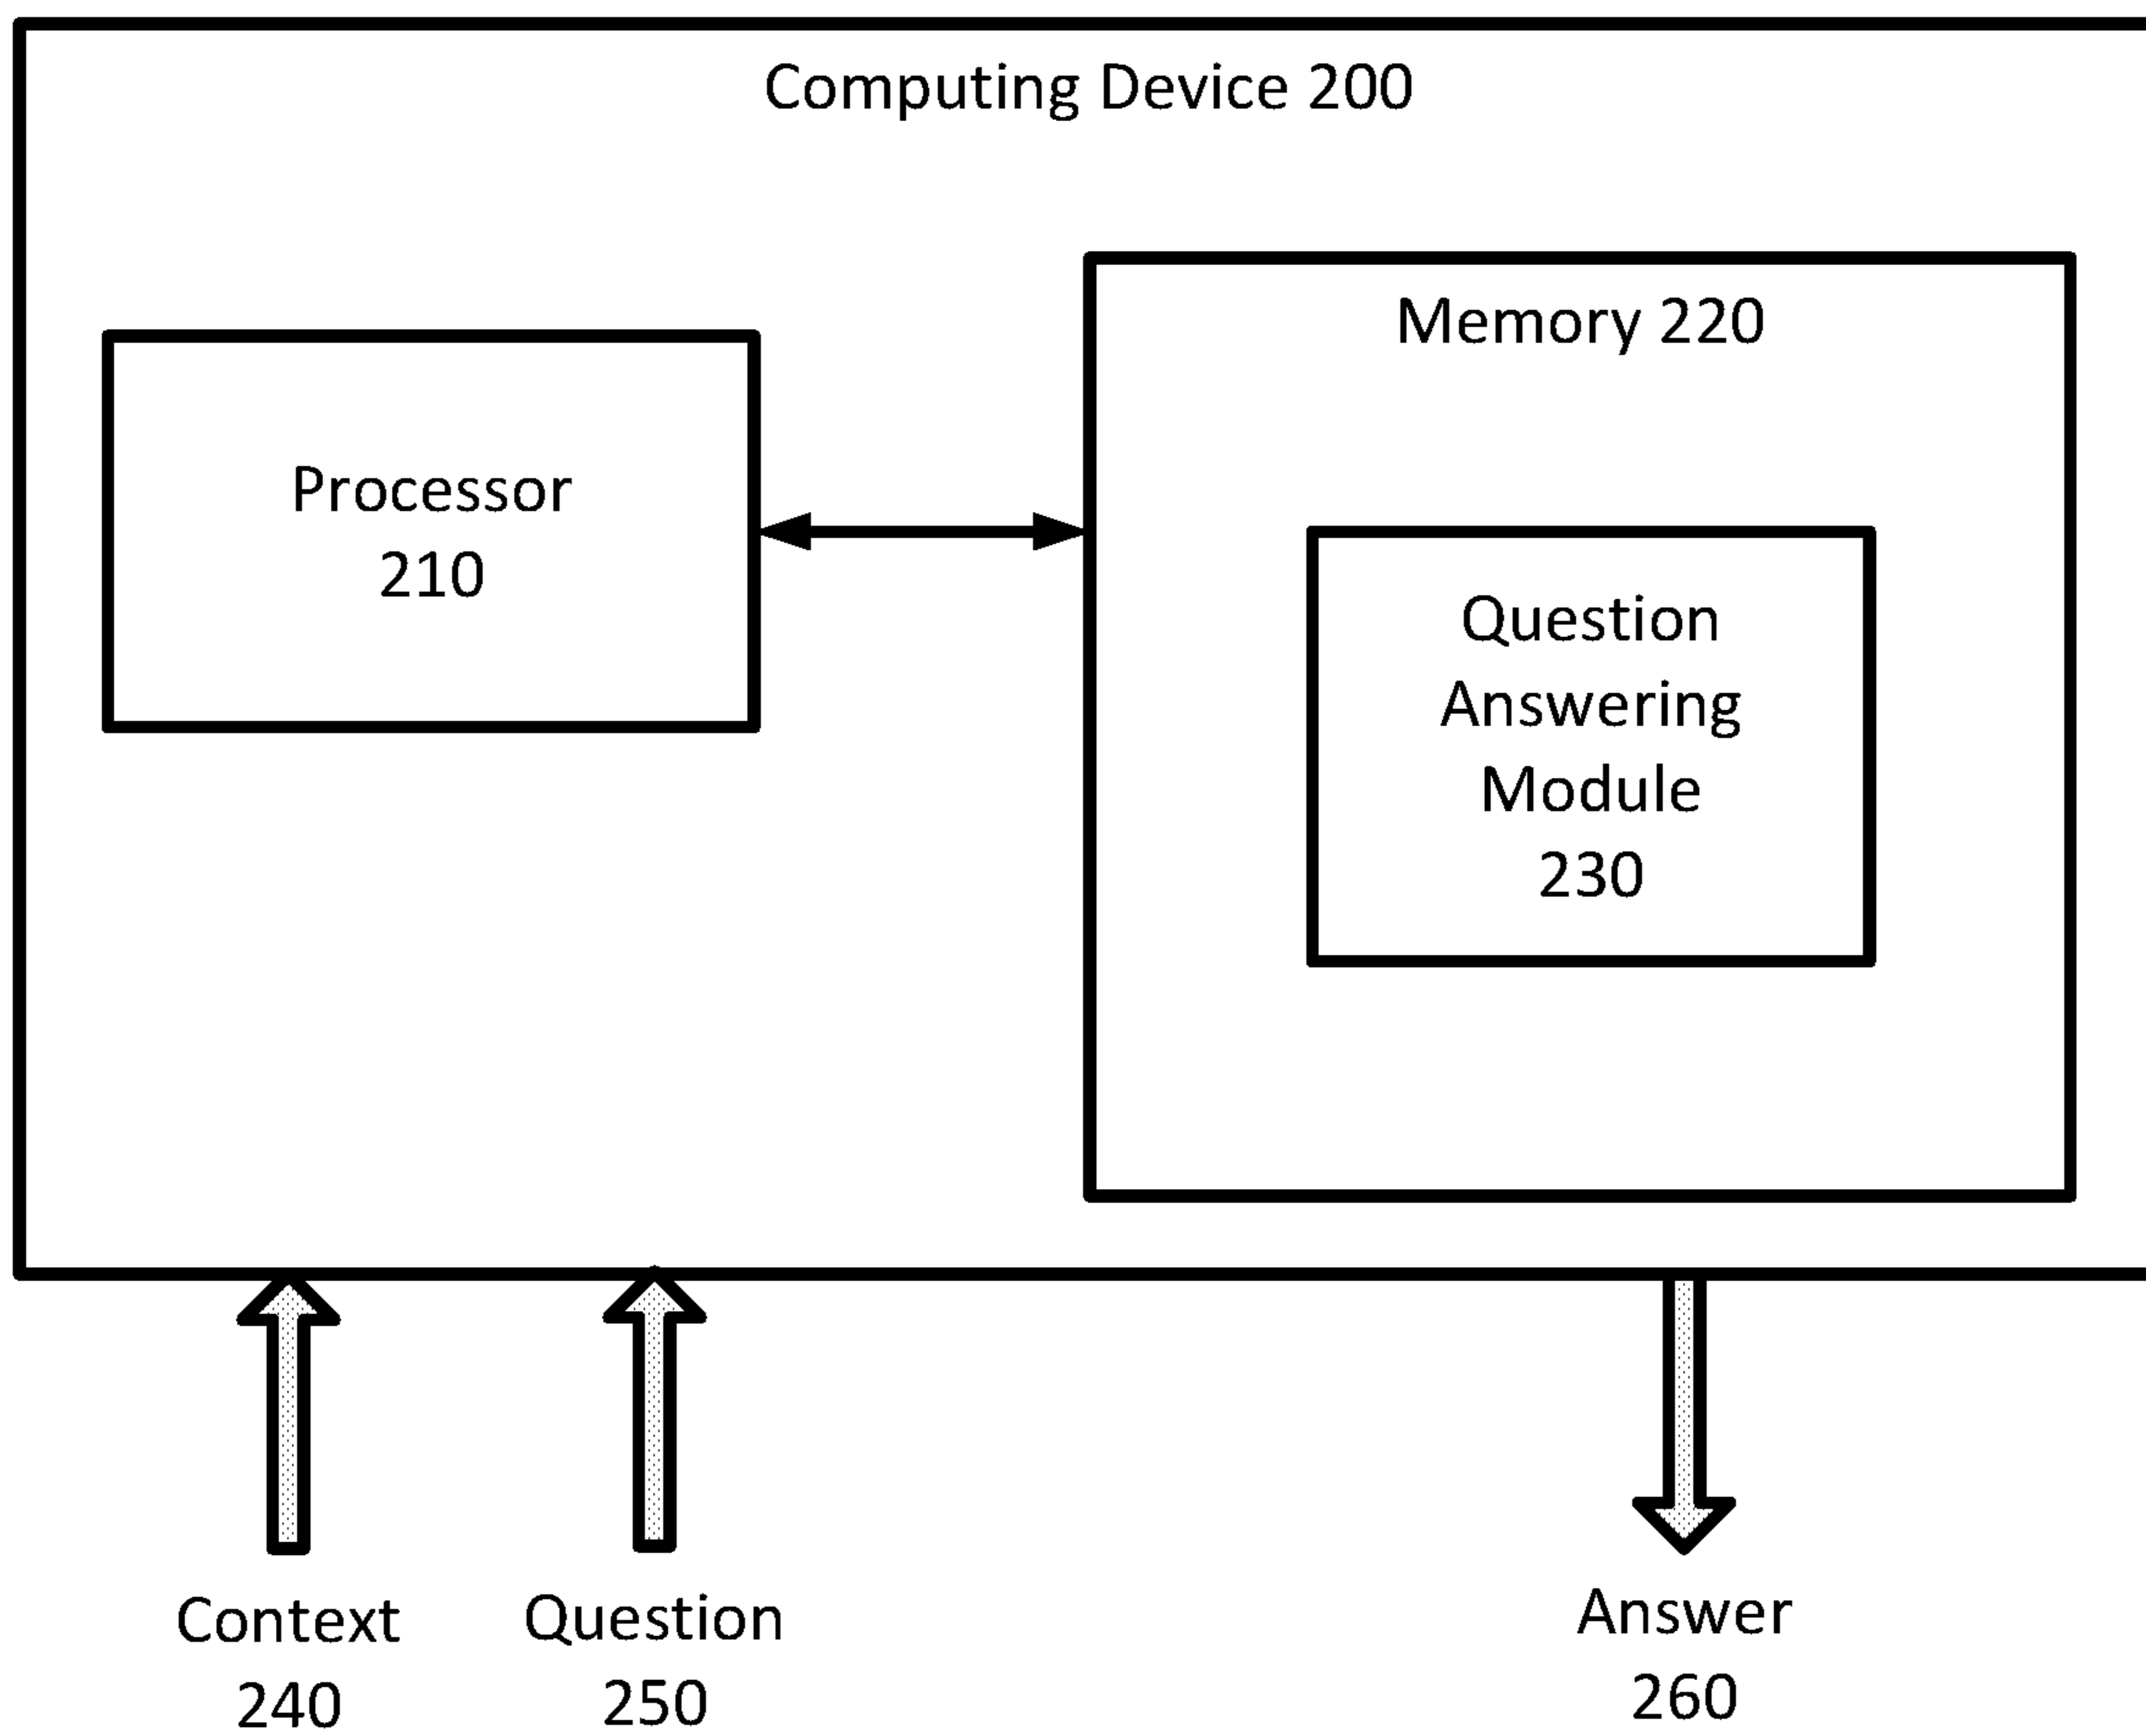 Computing Device 200
Memory 220
Processor
210
Question
Answering
Module
230
Context
240
Question
250
Answer
260